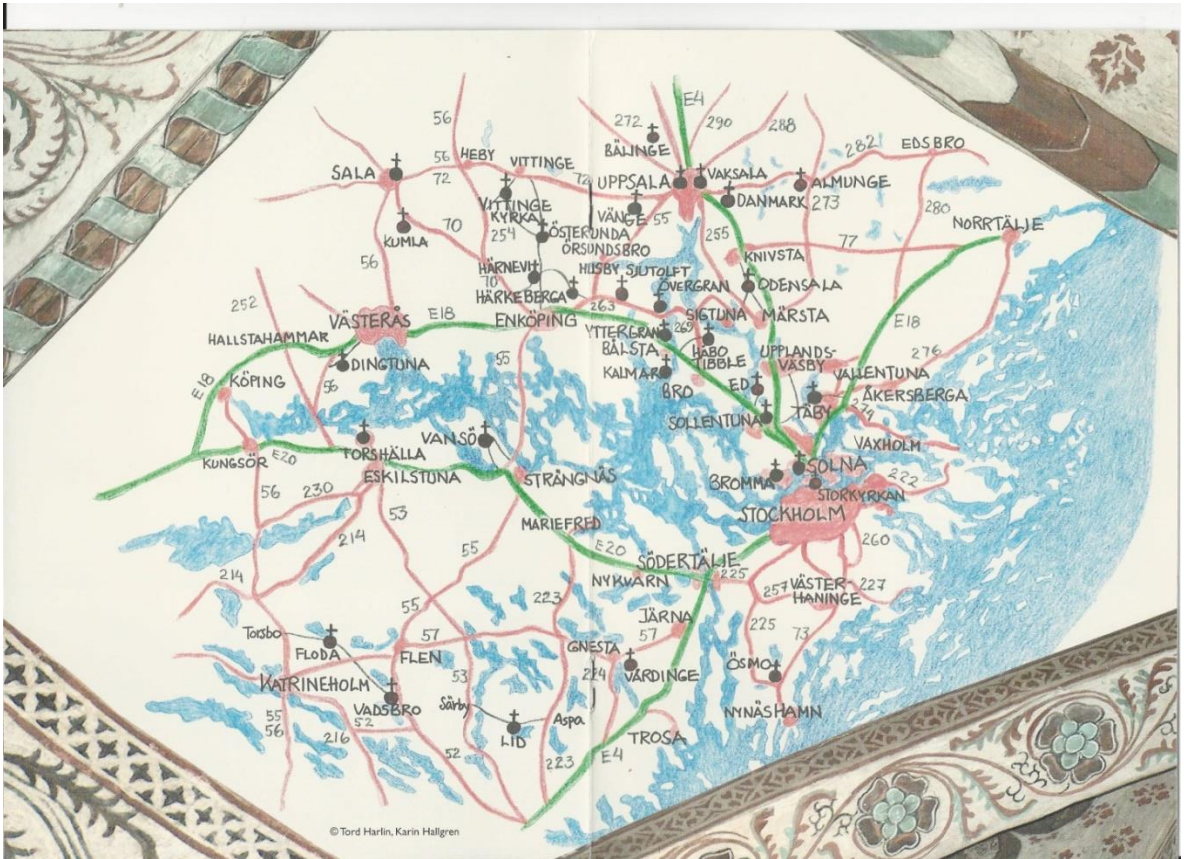 E4
56
272
290
288
BÄLINGE
282
EDSBRO
56
HEBY
VITTINGE
SALA
72
72
UPPSALA
VAKSALA
ALMUNGE
DANMARK
273
280
VITTINGE
KYRKA
VÄNGE
55
NORRTÄLJE
KUMLA
70
254
ÖSTERUNDA
ÖRSUNDSBRO
255
77
KNIVSTA
56
HÄRNEVI
70
HUSBY SJUTOLFT
ÖVERGRAN
ODENSALA
HÄRKEBERGA
263
SIGTUNA
MÄRSTA
252
VÄSTERÅS
E18
ENKÖPING
E18
HALLSTAHAMMAR
YTTERGRAN
269
BÅLSTA
HÅBO
TIBBLE
UPPLANDS-
VÄSBY
276
DINGTUNA
55
KALMAR
VALLENTUNA
E18
KÖPING
56
BRO
ED
ÅKERSBERGA
TÄBY
274
SOLLENTUNA
VANSÖ
VAXHOLM
KUNGSÖR
E20
TORSHÄLLA
ESKILSTUNA
STRÄNGNÄS
BROMMA
SOLNA
222
STORKYRKAN
56
230
STOCKHOLM
53
MARIEFRED
214
55
E20
260
SÖDERTÄLJE
NYKVARN
225
214
257
VÄSTER-
HANINGE
227
55
223
JÄRNA
225
73
Torsbo
57
57
FLODA
FLEN
GNESTA
ÖSMO
KATRINEHOLM
53
224
VÅRDINGE
VADSBRO
Särby
Aspa
NYNÄSHAMN
55
56
52
216
LID
TROSA
52
223
E4
© Tord Harlin, Karin Hallgren